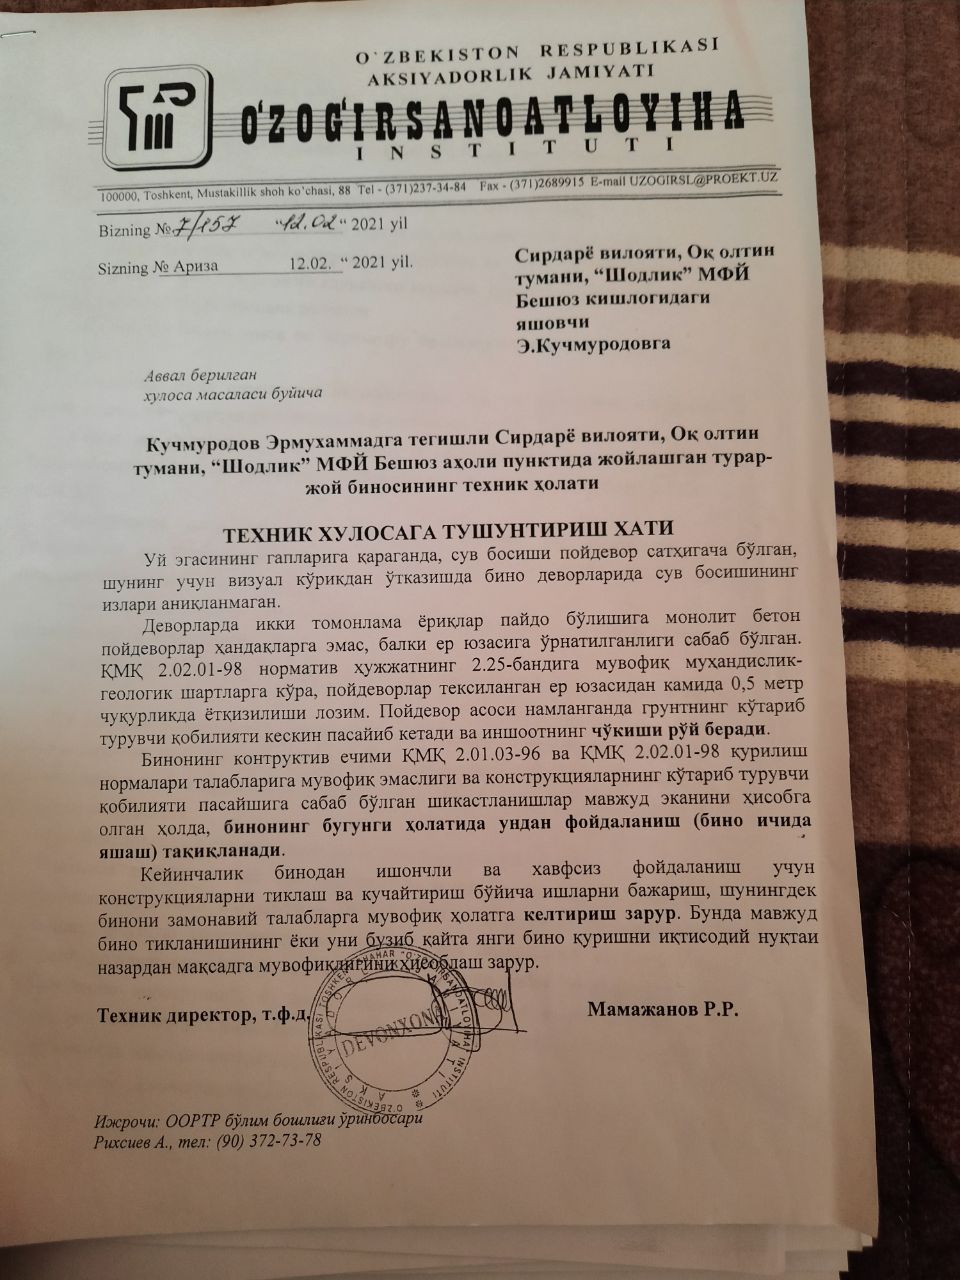 O`ZBEKISTON RESPUBLIKASI
AKSIYADORLIK JAMIYATI
O'ZOG'IRSANOATLOYIHA
INSTITUTI
100000, Toshkent, Mustakillik shoh ko'chasi, 88 Tel - (371)237-34-84 Fax - (371)2689915 E-mail UZOGIRSL@PROEKT.UZ
Bizning № 7/157 “12.02“ 2021 yil
Sizning № Ариза 12.02. “ 2021 yil.
Сирдарё вилояти, Оқ олтин
тумани, “Шодлик” МФЙ
Бешюз кишлогидаги
яшовчи
Э.Кучмуродовга
Аввал берилган
хулоса масаласи буйича
Кучмуродов Эрмухаммадга тегишли Сирдарё вилояти, Оқ олтин
тумани, “Шодлик” МФЙ Бешюз аҳоли пунктида жойлашган турар-
жой биносининг техник ҳолати
ТЕХНИК ХУЛОСАГА ТУШУНТИРИШ ХАТИ
Уй эгасининг гапларига қараганда, сув босиши пойдевор сатҳигача бўлган,
шунинг учун визуал кўрикдан ўтказишда бино деворларида сув босишининг
излари аниқланмаган.
Деворларда икки томонлама ёриқлар пайдо бўлишига монолит бетон
пойдеворлар ҳандақларга эмас, балки ер юзасига ўрнатилганлиги сабаб бўлган.
ҚМҚ 2.02.01-98 норматив ҳужжатнинг 2.25-бандига мувофиқ муҳандислик-
геологик шартларга кўра, пойдеворлар тексиланган ер юзасидан камида 0,5 метр
чуқурликда ётқизилиши лозим. Пойдевор асоси намланганда грунтнинг кўтариб
турувчи қобилияти кескин пасайиб кетади ва иншоотнинг чўкиши рўй беради.
Бинонинг контруктив ечими ҚМҚ 2.01.03-96 ва ҚМҚ 2.02.01-98 қурилиш
нормалари талабларига мувофиқ эмаслиги ва конструкцияларнинг кўтариб турувчи
қобилияти пасайшига сабаб бўлган шикастланишлар мавжуд эканини ҳисобга
олган ҳолда, бинонинг бугунги ҳолатида ундан фойдаланиш (бино ичида
яшаш) тақиқланади.
Кейинчалик бинодан ишончли ва хавфсиз фойдаланиш учун
конструкцияларни тиклаш ва кучайтириш бўйича ишларни бажариш, шунингдек
бинони замонавий талабларга мувофиқ ҳолатга келтириш зарур. Бунда мавжуд
бино тикланишининг ёки уни бузиб қайта янги бино қуришни иқтисодий нуқтаи
назардан мақсадга мувофиқлигини ҳисоблаш зарур.
Техник директор, т.ф.д. Мамажанов Р.Р.
DEVONXONA
Ижрочи: ООРТР бўлим бошлиғи ўринбосари
Рихсиев А., тел: (90) 372-73-78